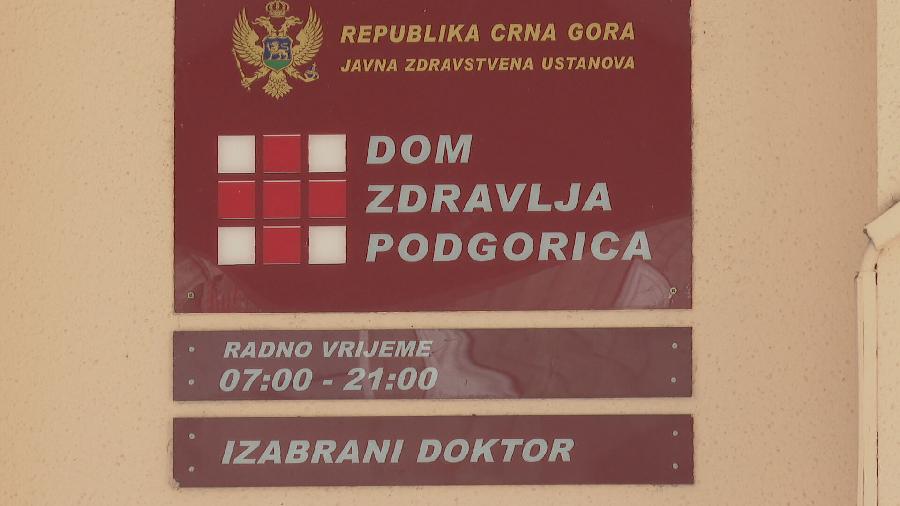 REPUBLIKA CRNA GORA
JAVNA ZDRAVSTVENA USTANOVA
DOM
ZDRAVLJA
PODGORICA
RADNO VRIJEME
07:00 - 21:00
IZABRANI DOKTOR